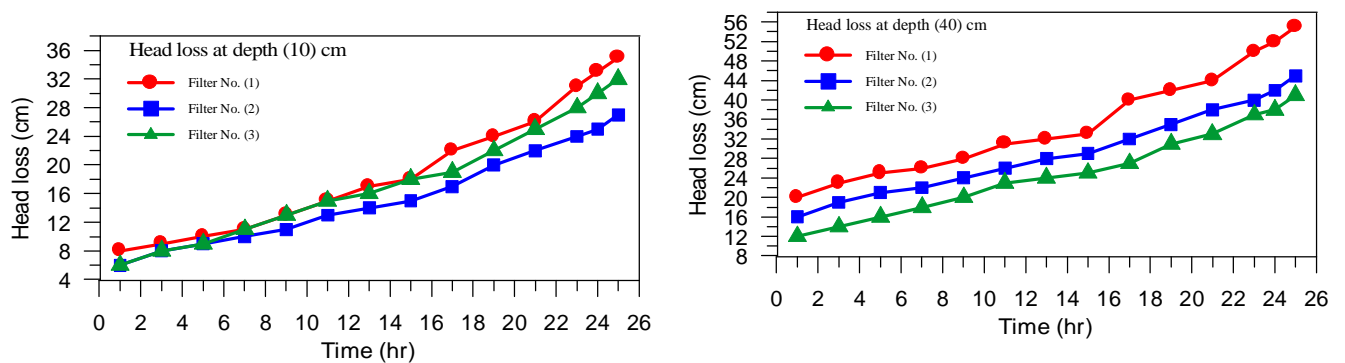 Head loss at depth (10) cm
Filter No. (1)
Filter No. (2)
Filter No. (3)
Head loss (cm)
36
32
28
24
20
16
12
8
4
0 2 4 6 8 10 12 14 16 18 20 22 24 26
Time (hr)
Head loss at depth (40) cm
Filter No. (1)
Filter No. (2)
Filter No. (3)
Head loss (cm)
56
52
48
44
40
36
32
28
24
20
16
12
8
0 2 4 6 8 10 12 14 16 18 20 22 24 26
Time (hr)